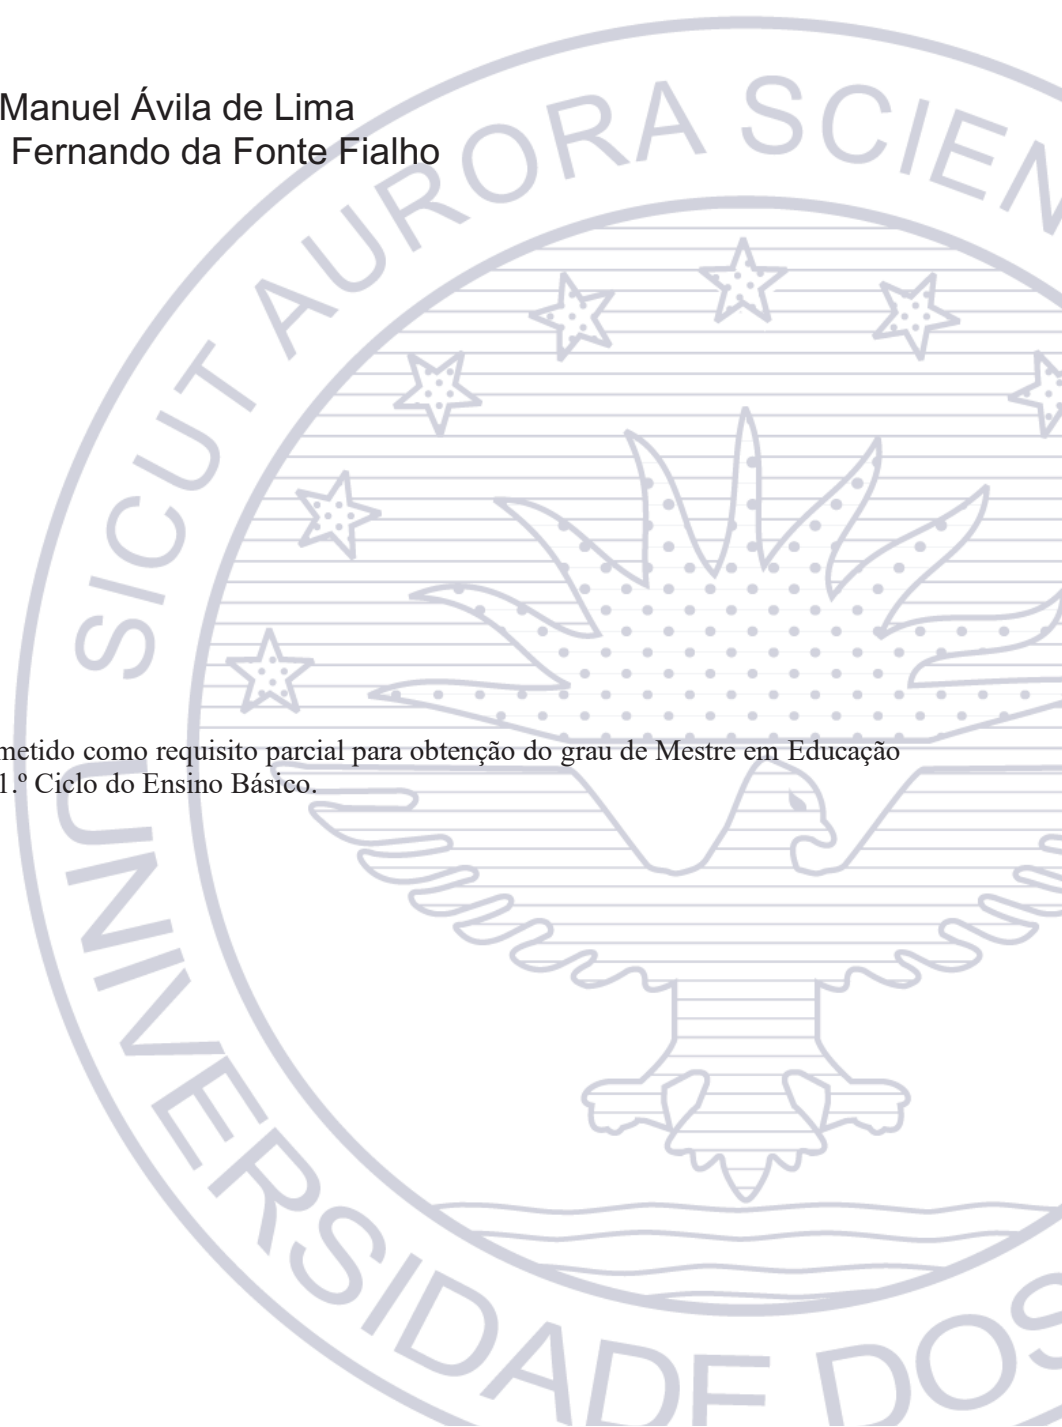 Manuel Ávila de Lima
Fernando da Fonte Fialho
SICUT AURORA SCIEN
metido como requisito parcial para obtenção do grau de Mestre em Educação
1.º Ciclo do Ensino Básico.
UNIVERSIDADE DOS